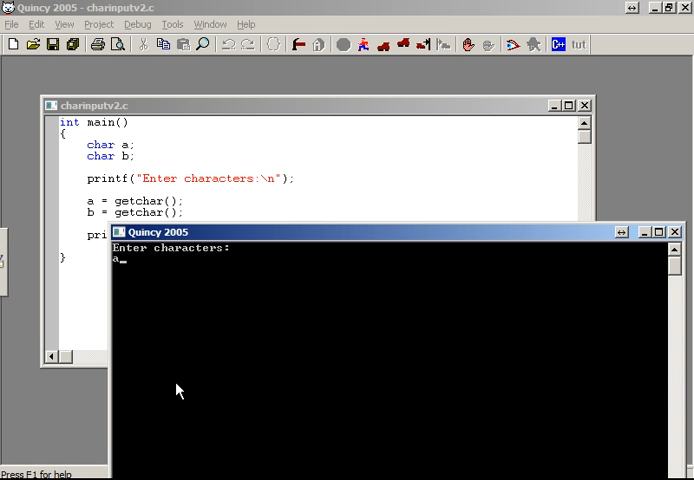 Quincy 2005 - charinputv2.c
File Edit View Project Debug Tools Window Help
C++ tut
charinputv2.c
int main()
{
char a;
char b;
printf("Enter characters:\n");
a = getchar();
b = getchar();
pri
}
Quincy 2005
Enter characters:
a_
Press F1 for help